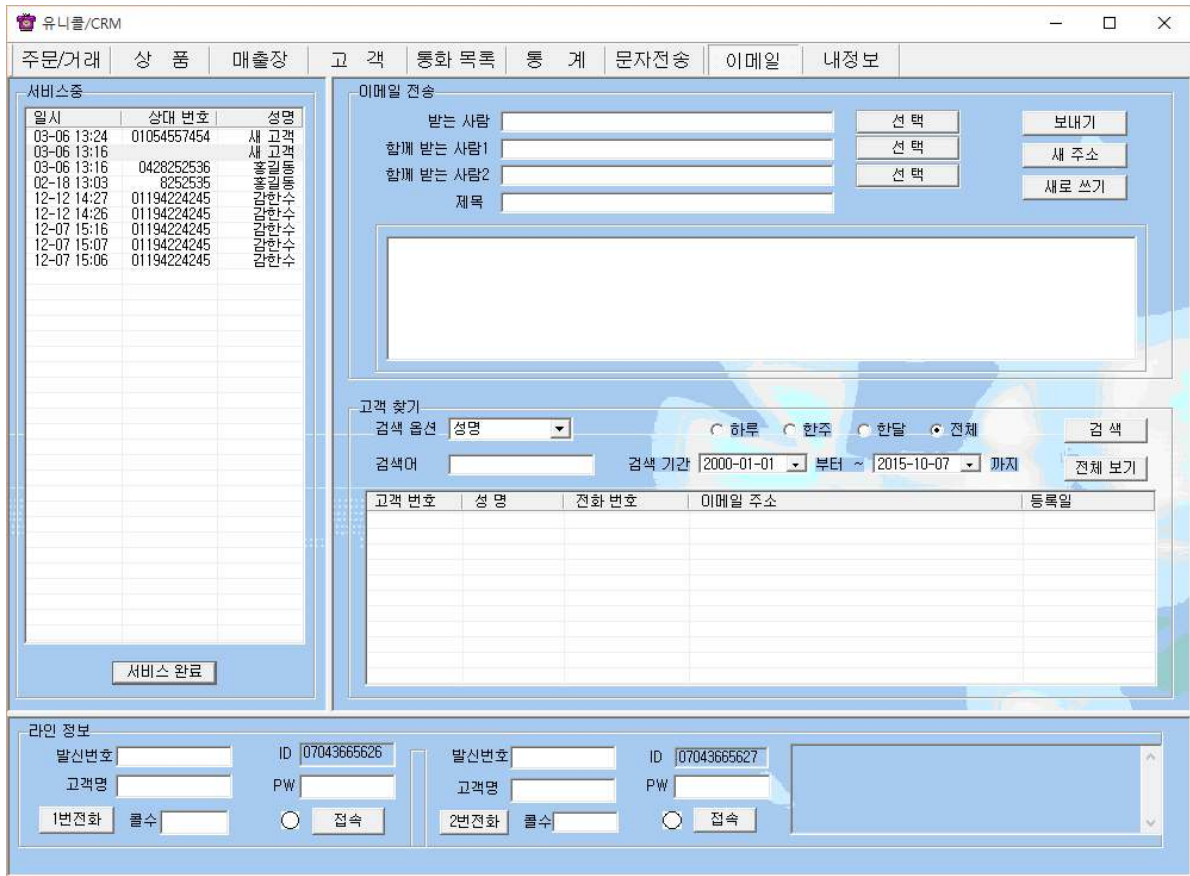 유니콜/CRM
주문/거래 상 품 매출장 고 객 통화 목록 통 계 문자전송 이메일 내정보
서비스중
일시 상대 번호 성명
03-06 13:24 01054557454 새 고객
03-06 13:16 새 고객
03-06 13:16 0428252536 홍길동
02-18 13:03 8252535 홍길동
12-12 14:27 01194224245 감한수
12-12 14:26 01194224245 감한수
12-07 15:16 01194224245 감한수
12-07 15:07 01194224245 감한수
12-07 15:06 01194224245 감한수
서비스 완료
이메일 전송
받는 사람 선 택 보내기
함께 받는 사람1 선 택 새 주소
함께 받는 사람2 선 택 새로 쓰기
제목
고객 찾기
검색 옵션 성명 하루 한주 한달 전체 검 색
검색어 검색 기간 2000-01-01 부터 ~ 2015-10-07 까지 전체 보기
고객 번호 성 명 전화 번호 이메일 주소 등록일
라인 정보
발신번호 ID 07043665626 발신번호 ID 07043665627
고객명 PW 고객명 PW
1번전화 콜수 접속 2번전화 콜수 접속